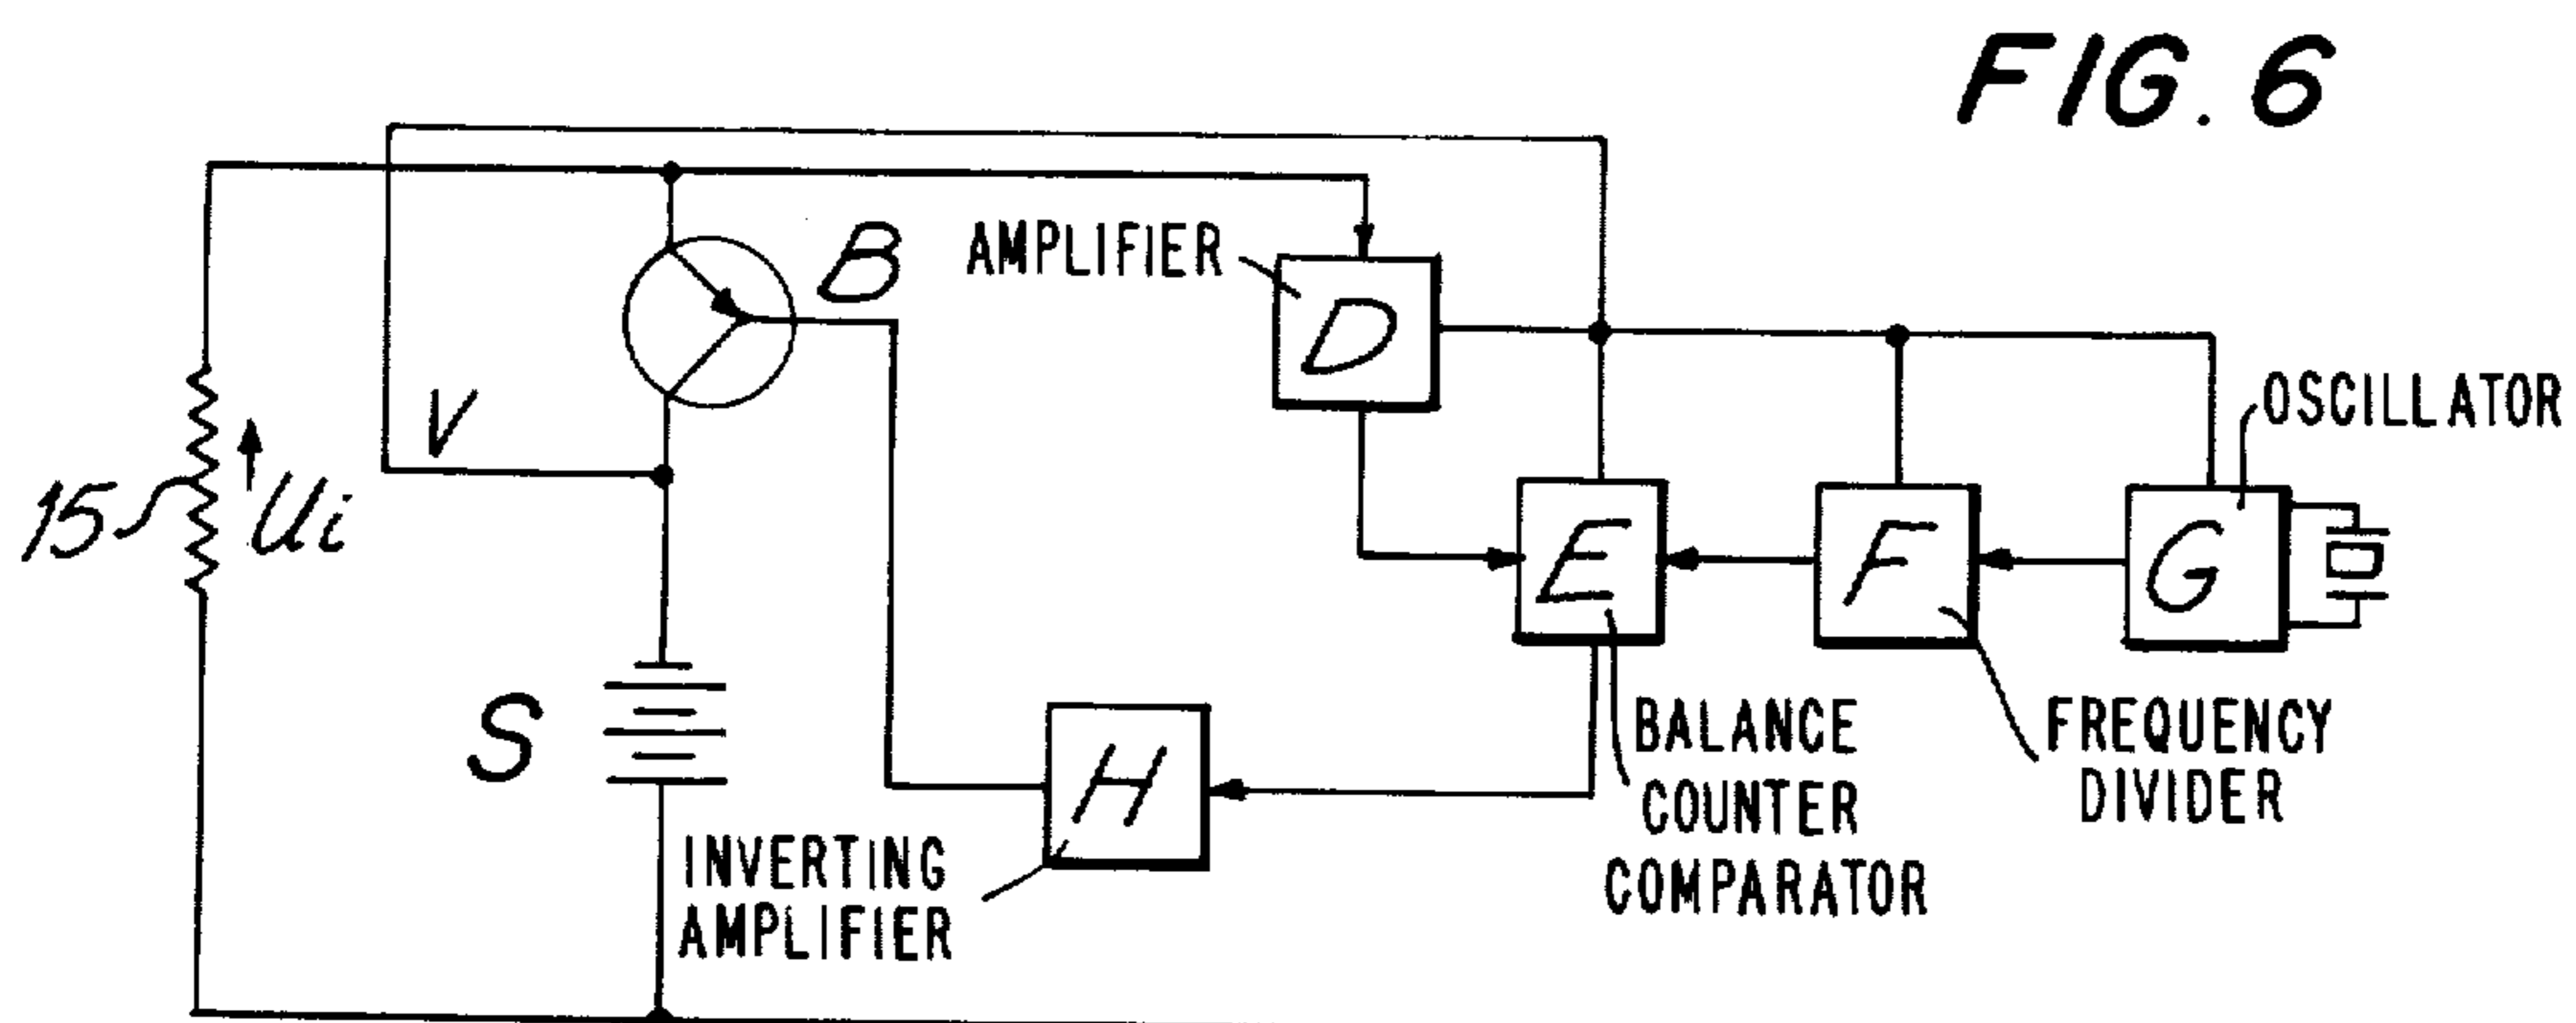 FIG. 6
B
AMPLIFIER
D
OSCILLATOR
V
15
Ui
E
F
G
S
H
BALANCE
COUNTER
COMPARATOR
FREQUENCY
DIVIDER
INVERTING
AMPLIFIER